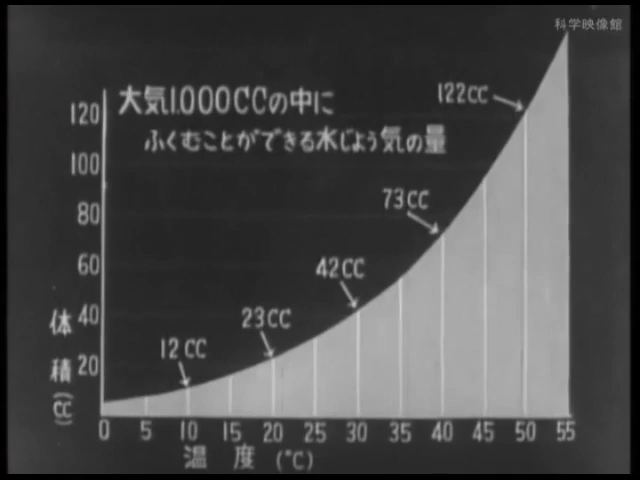 科学映像館
大気1.000CCの中に
ふくむことができる水じょう気の量
122CC
73CC
42CC
23CC
12CC
120
100
80
60
40
20
体積(CC)
0 5 10 15 20 25 30 35 40 45 50 55
温度 (°C)